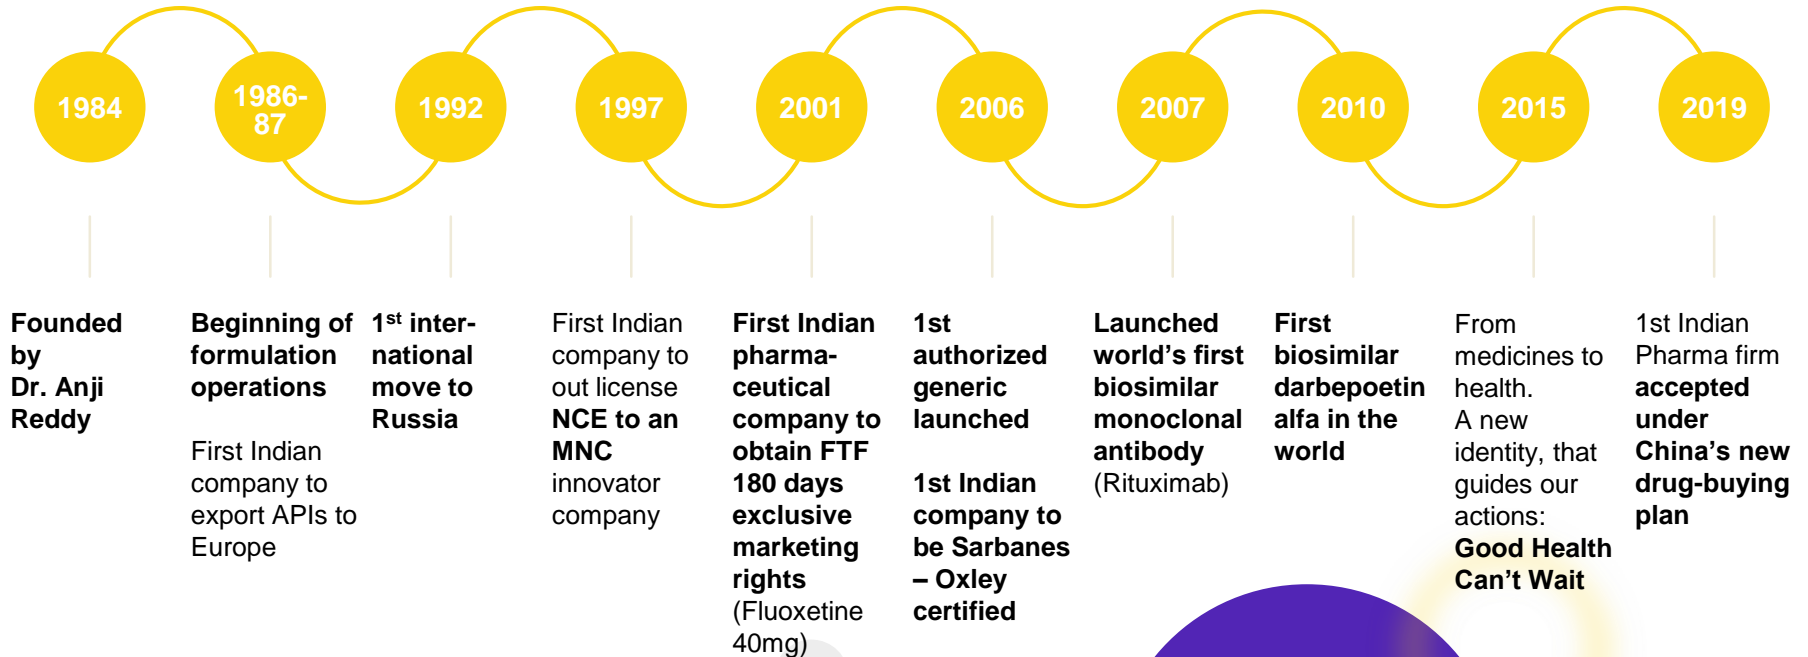 1984
1986-
87
1992
1997
2001
2006
2007
2010
2015
2019
Founded
by
Dr. Anji
Reddy
Beginning of
formulation
operations
First Indian
company to
export APIs to
Europe
1st inter-
national
move to
Russia
First Indian
company to
out license
NCE to an
MNC
innovator
company
First Indian
pharma-
ceutical
company to
obtain FTF
180 days
exclusive
marketing
rights
(Fluoxetine
40mg)
1st
authorized
generic
launched
1st Indian
company to
be Sarbanes
– Oxley
certified
Launched
world's first
biosimilar
monoclonal
antibody
(Rituximab)
First
biosimilar
darbepoetin
alfa in the
world
From
medicines to
health.
A new
identity, that
guides our
actions:
Good Health
Can't Wait
1st Indian
Pharma firm
accepted
under
China's new
drug-buying
plan